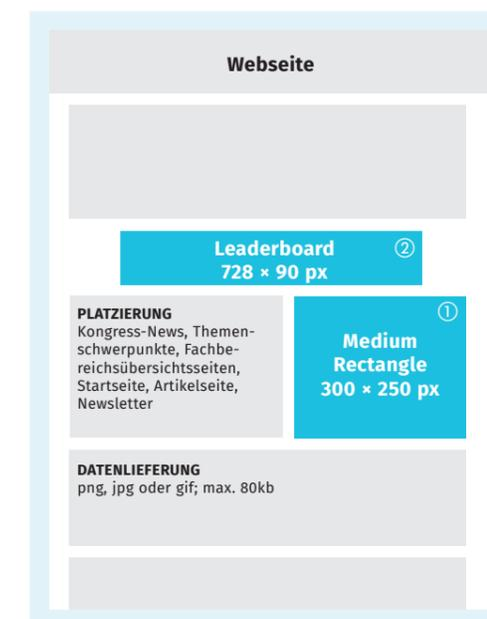 Webseite
Leaderboard ②
728 × 90 px
PLATZIERUNG
Kongress-News, Themen-
schwerpunkte, Fachbe-
reichsübersichtsseiten,
Startseite, Artikelseite,
Newsletter
①
Medium
Rectangle
300 × 250 px
DATENLIEFERUNG
png, jpg oder gif; max. 80kb